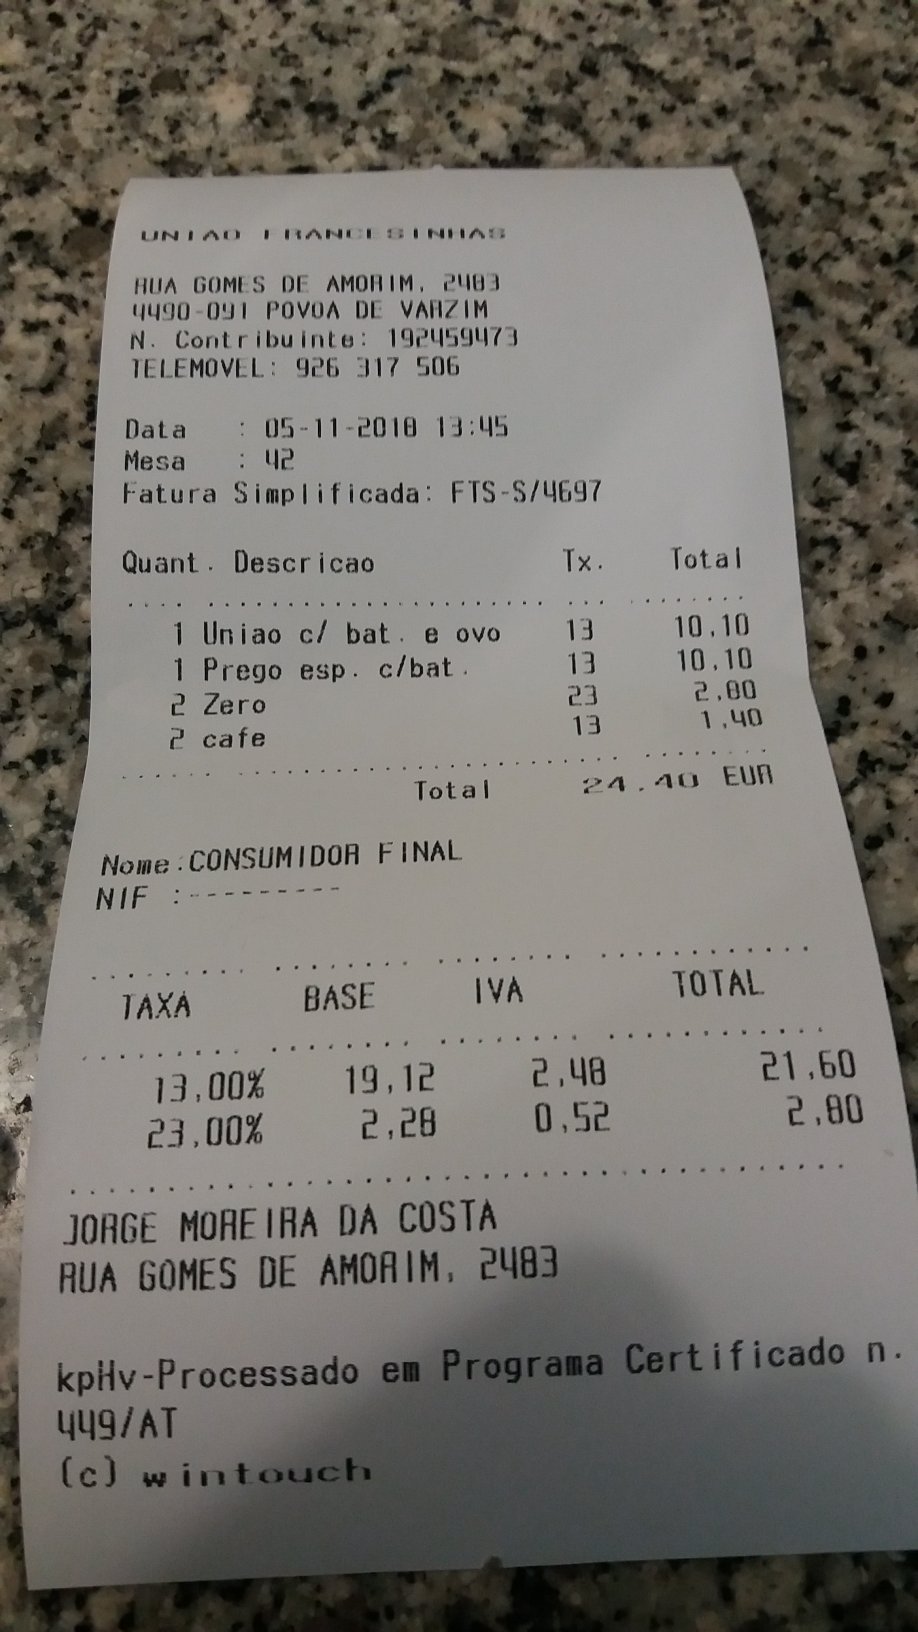 UNIAO FRANCESINHAS
RUA GOMES DE AMORIM, 2483
4490-091 POVOA DE VARZIM
N. Contribuinte: 192459473
TELEMOVEL: 926 317 506
Data : 05-11-2018 13:45
Mesa : 42
Fatura Simplificada: FTS-S/4697
Quant. Descricao Tx. Total
1 Uniao c/ bat. e ovo 13 10,10
1 Prego esp. c/bat. 13 10,10
2 Zero 23 2,80
2 cafe 13 1,40
Total 24.40 EUR
Nome:CONSUMIDOR FINAL
NIF :---------
TAXA BASE IVA TOTAL
13,00% 19,12 2,48 21,60
23,00% 2,28 0,52 2,80
JORGE MOREIRA DA COSTA
RUA GOMES DE AMORIM, 2483
kpHv-Processado em Programa Certificado n.
449/AT
(c) wintouch